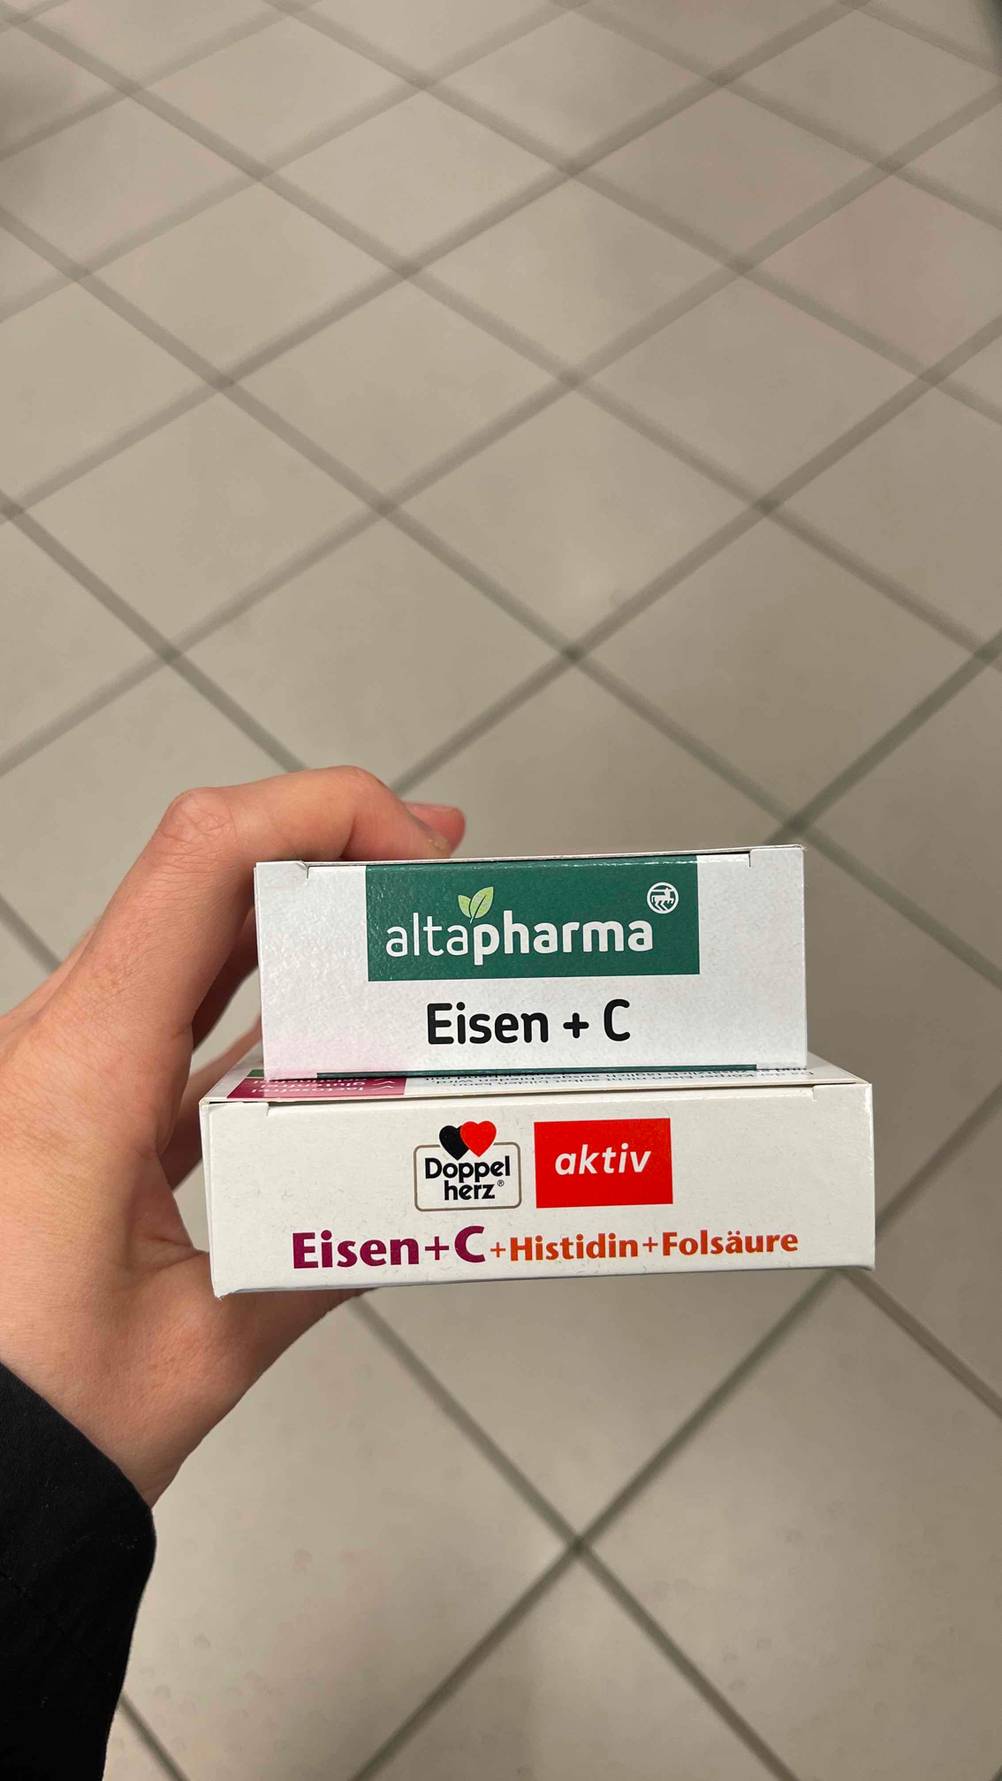 altapharma
Eisen + C
Doppel
herz®
aktiv
Eisen+C+Histidin+Folsäure